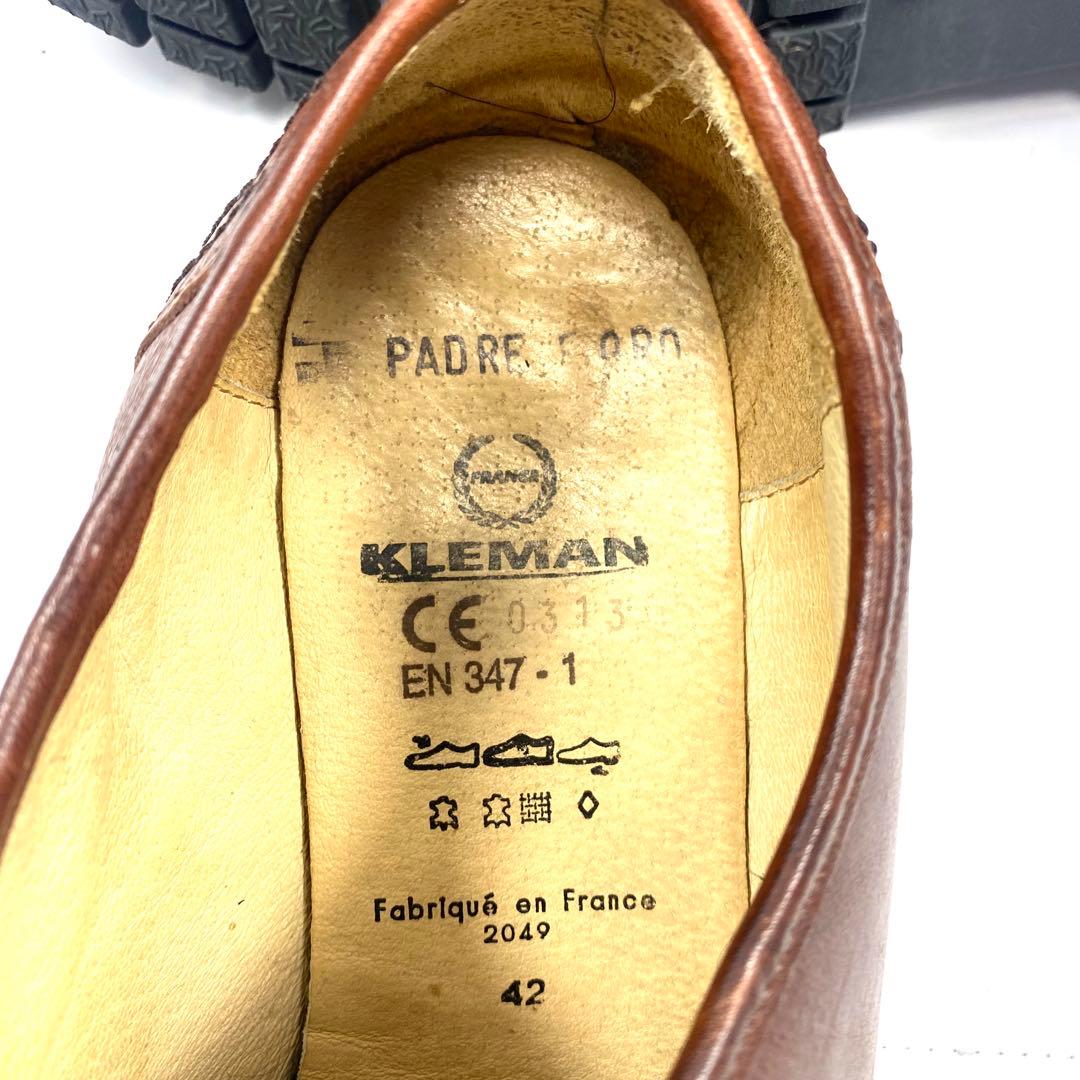 PADRE
FRANCE
KLEMAN
CE 0313
EN 347 - 1
Fabriqué en France
2049
42